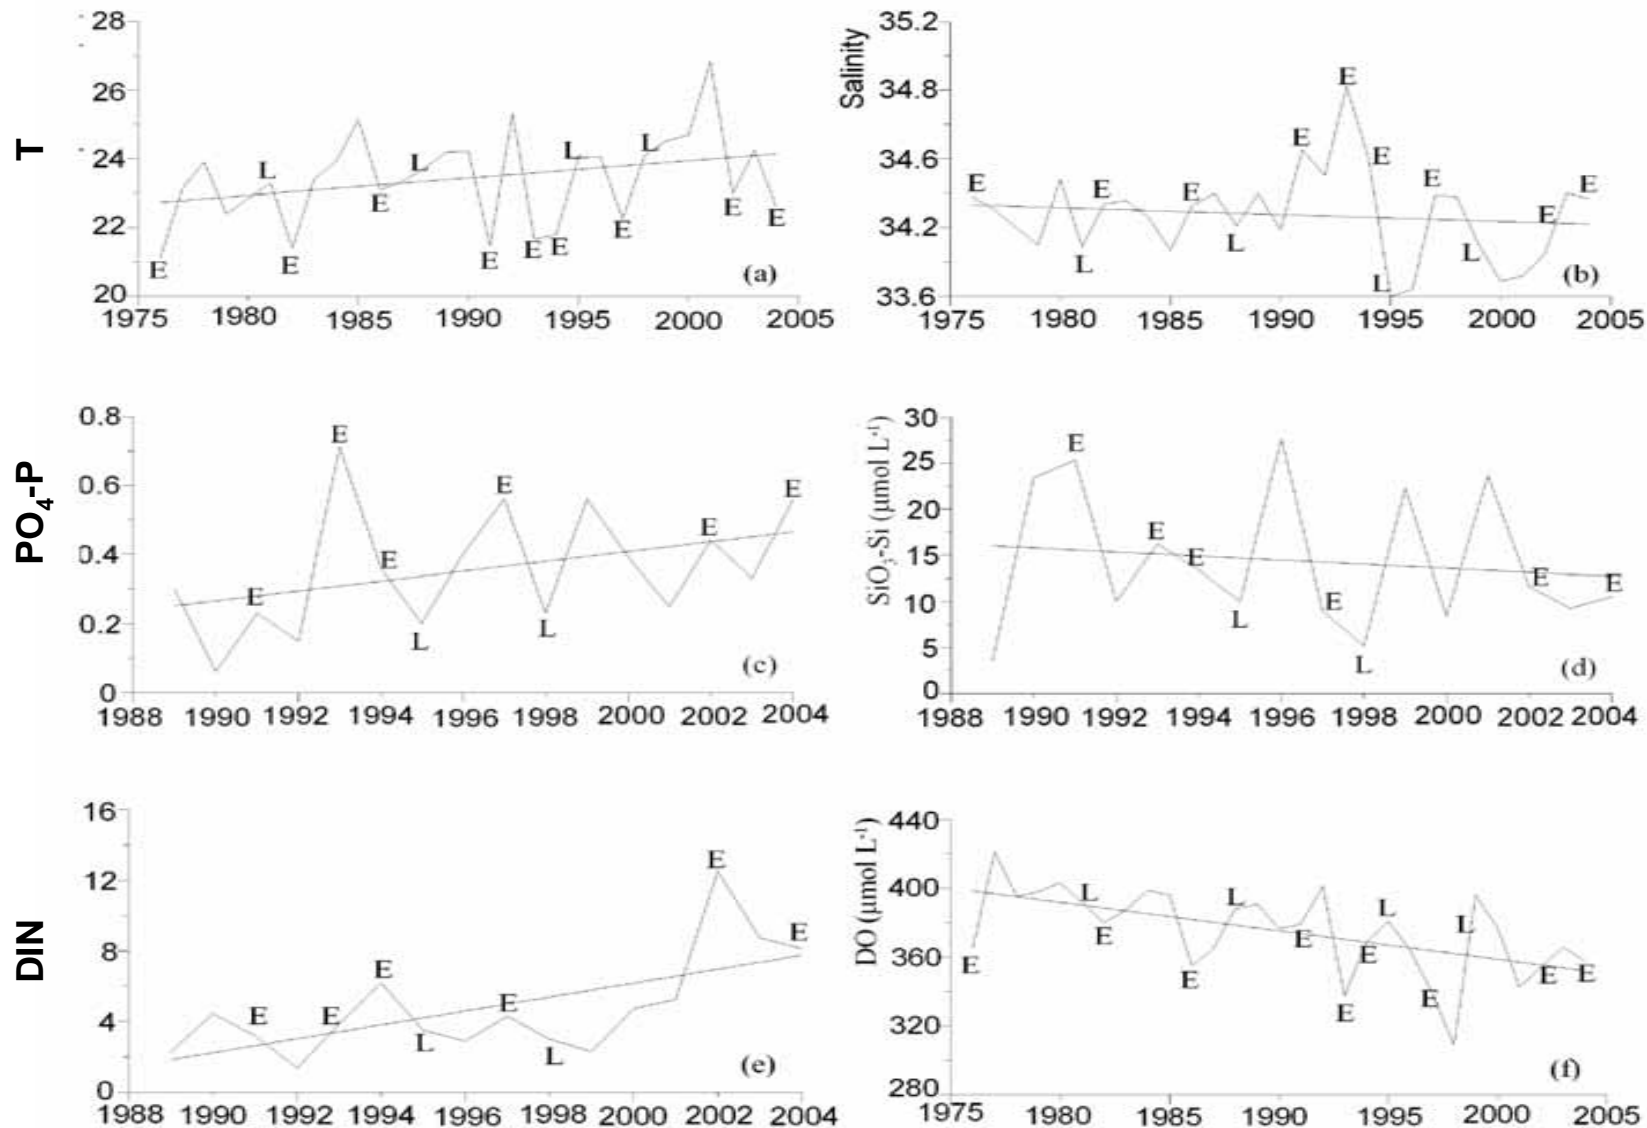 T
28
26
24
22
20
E L E E L E E L E E L E E
(a)
1975 1980 1985 1990 1995 2000 2005
Salinity
35.2
34.8
34.6
34.2
33.6
E L E E L E E E L E L E E
(b)
1975 1980 1985 1990 1995 2000 2005
PO4-P
0.8
0.6
0.4
0.2
0
E E E L E L E E
(c)
1988 1990 1992 1994 1996 1998 2000 2002 2004
SiO3-Si (μmol L-1)
30
25
20
15
10
5
0
E E E L E L E E
(d)
1988 1990 1992 1994 1996 1998 2000 2002 2004
DIN
16
12
8
4
0
E E E L E L E E
(e)
1988 1990 1992 1994 1996 1998 2000 2002 2004
DO (μmol L-1)
440
400
360
320
280
E L E E L E E E L E L E E
(f)
1975 1980 1985 1990 1995 2000 2005